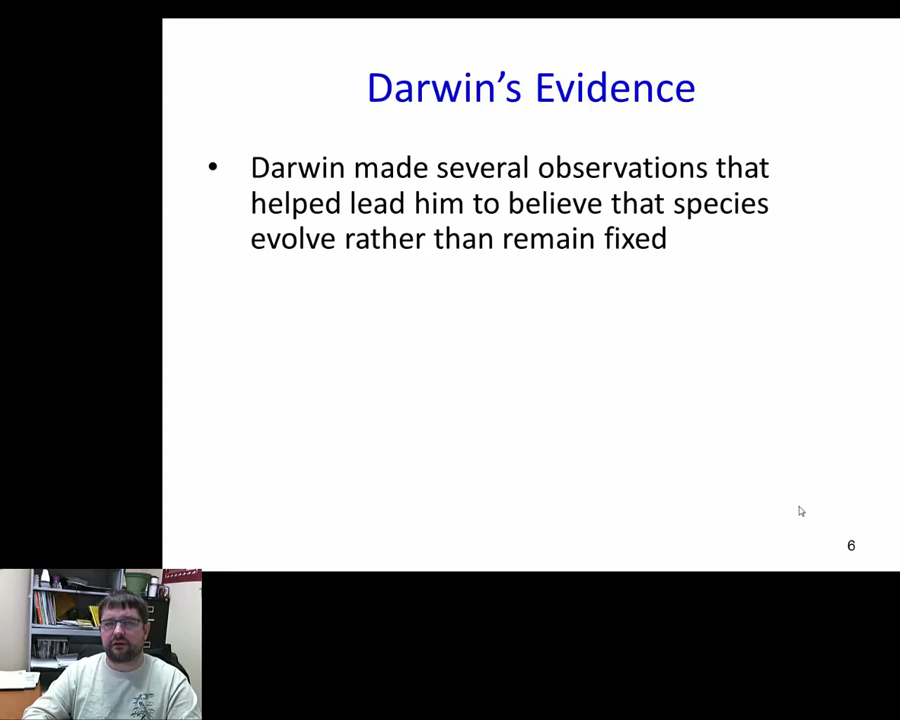 Darwin’s Evidence
• Darwin made several observations that
helped lead him to believe that species
evolve rather than remain fixed
6